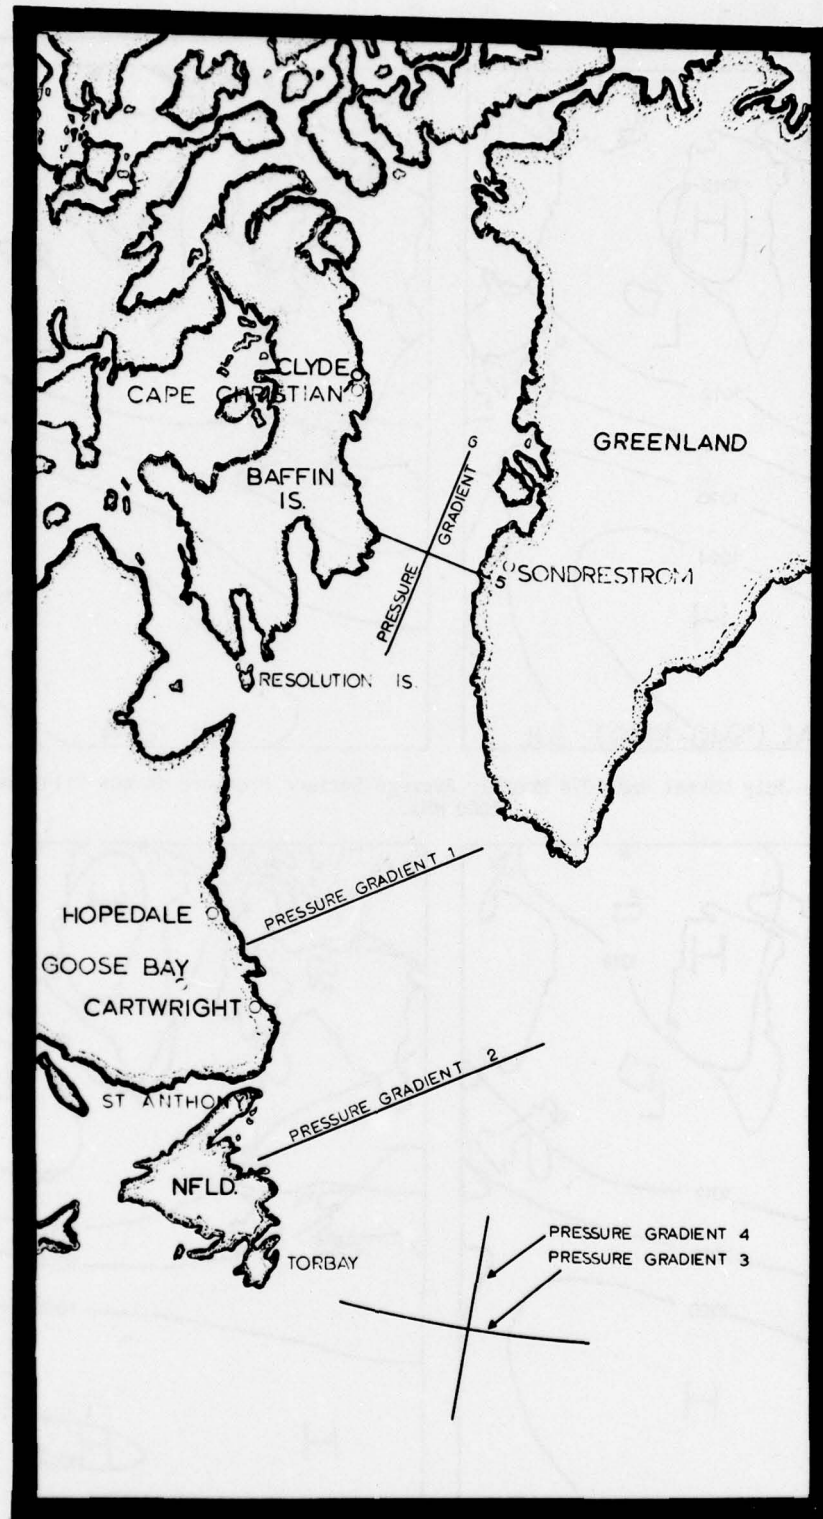 CLYDE
CAPE CHRISTIAN
GREENLAND
BAFFIN
IS.
PRESSURE GRADIENT 6
5
SONDRESTROM
RESOLUTION IS.
PRESSURE GRADIENT 1
HOPEDALE
GOOSE BAY
CARTWRIGHT
PRESSURE GRADIENT 2
ST ANTHONY
NFLD.
PRESSURE GRADIENT 4
PRESSURE GRADIENT 3
TORBAY